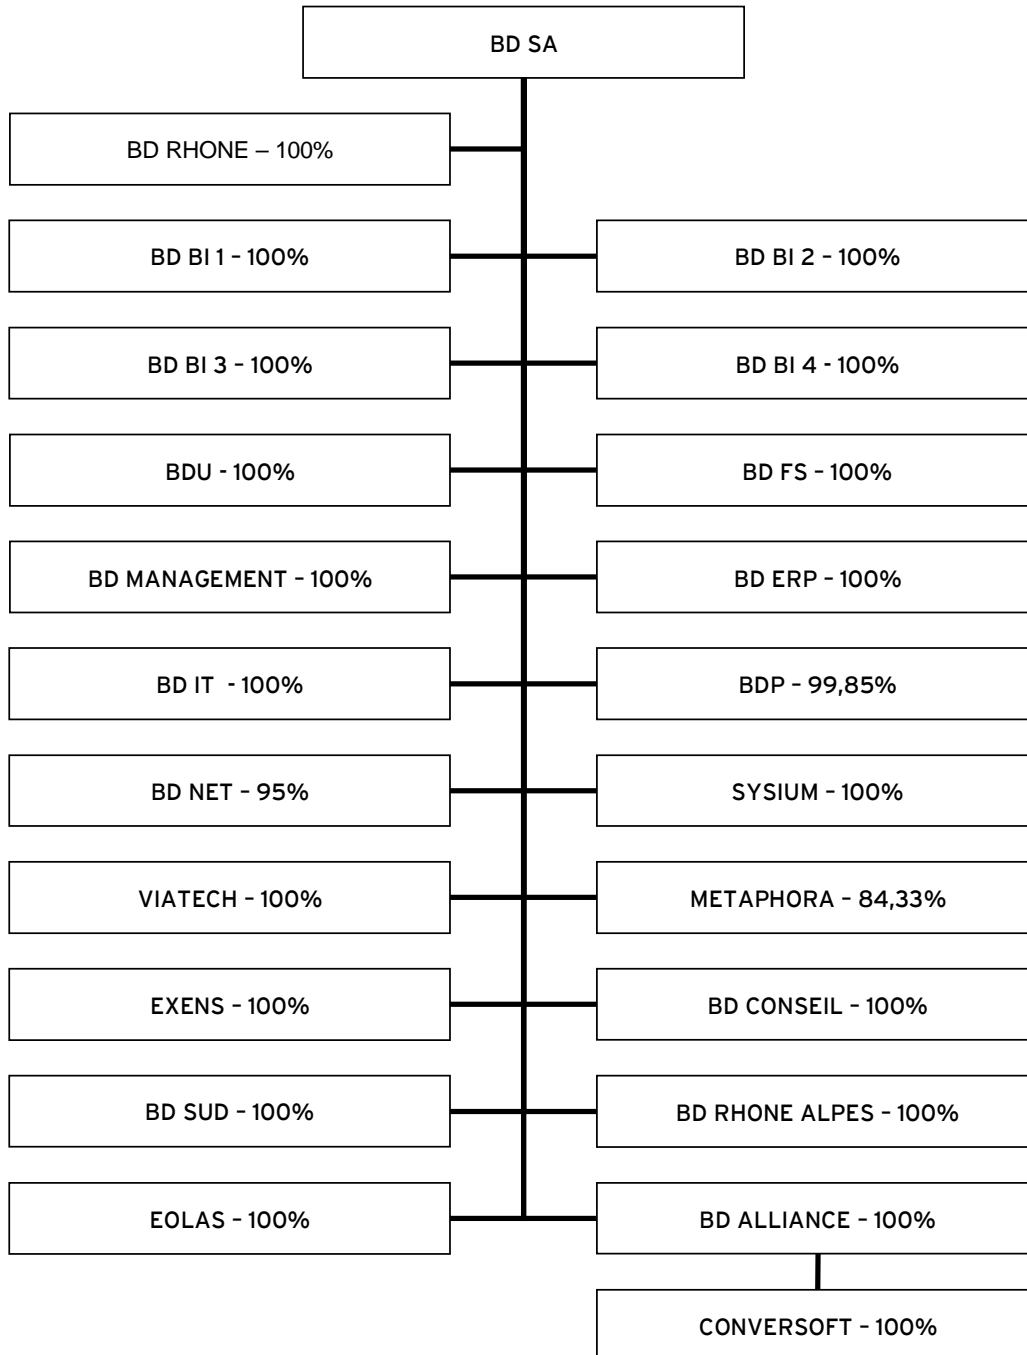 BD SA
BD RHONE – 100%
BD BI 1 – 100%
BD BI 2 – 100%
BD BI 3 – 100%
BD BI 4 - 100%
BDU - 100%
BD FS – 100%
BD MANAGEMENT – 100%
BD ERP – 100%
BD IT  - 100%
BDP – 99,85%
BD NET – 95%
SYSIUM – 100%
VIATECH – 100%
METAPHORA – 84,33%
EXENS – 100%
BD CONSEIL – 100%
BD SUD – 100%
BD RHONE ALPES – 100%
EOLAS – 100%
BD ALLIANCE – 100%
CONVERSOFT – 100%